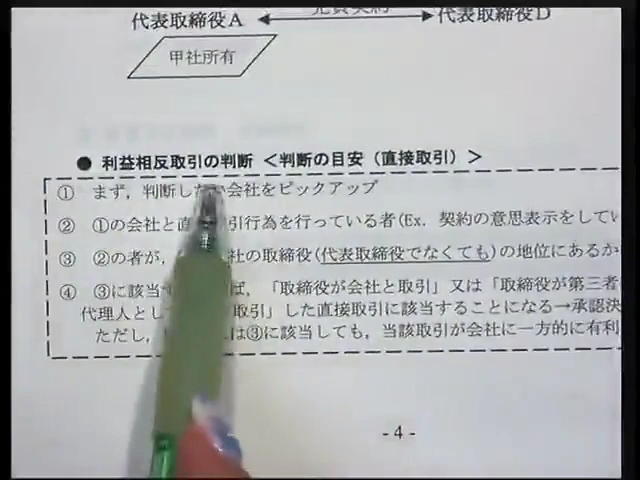 代表取締役A ⟷ 代表取締役D
甲社所有
● 利益相反取引の判断 <判断の目安(直接取引)>
① まず,判断した 会社をピックアップ
② ①の会社と直 引行為を行っている者(Ex. 契約の意思表示をしてい
③ ②の者が, 社の取締役(代表取締役でなくても)の地位にあるか
④ ③に該当す ば,「取締役が会社と取引」又は「取締役が第三者
代理人とし 取引」した直接取引に該当することになる→承認決
ただし, は③に該当しても,当該取引が会社に一方的に有利
- 4 -